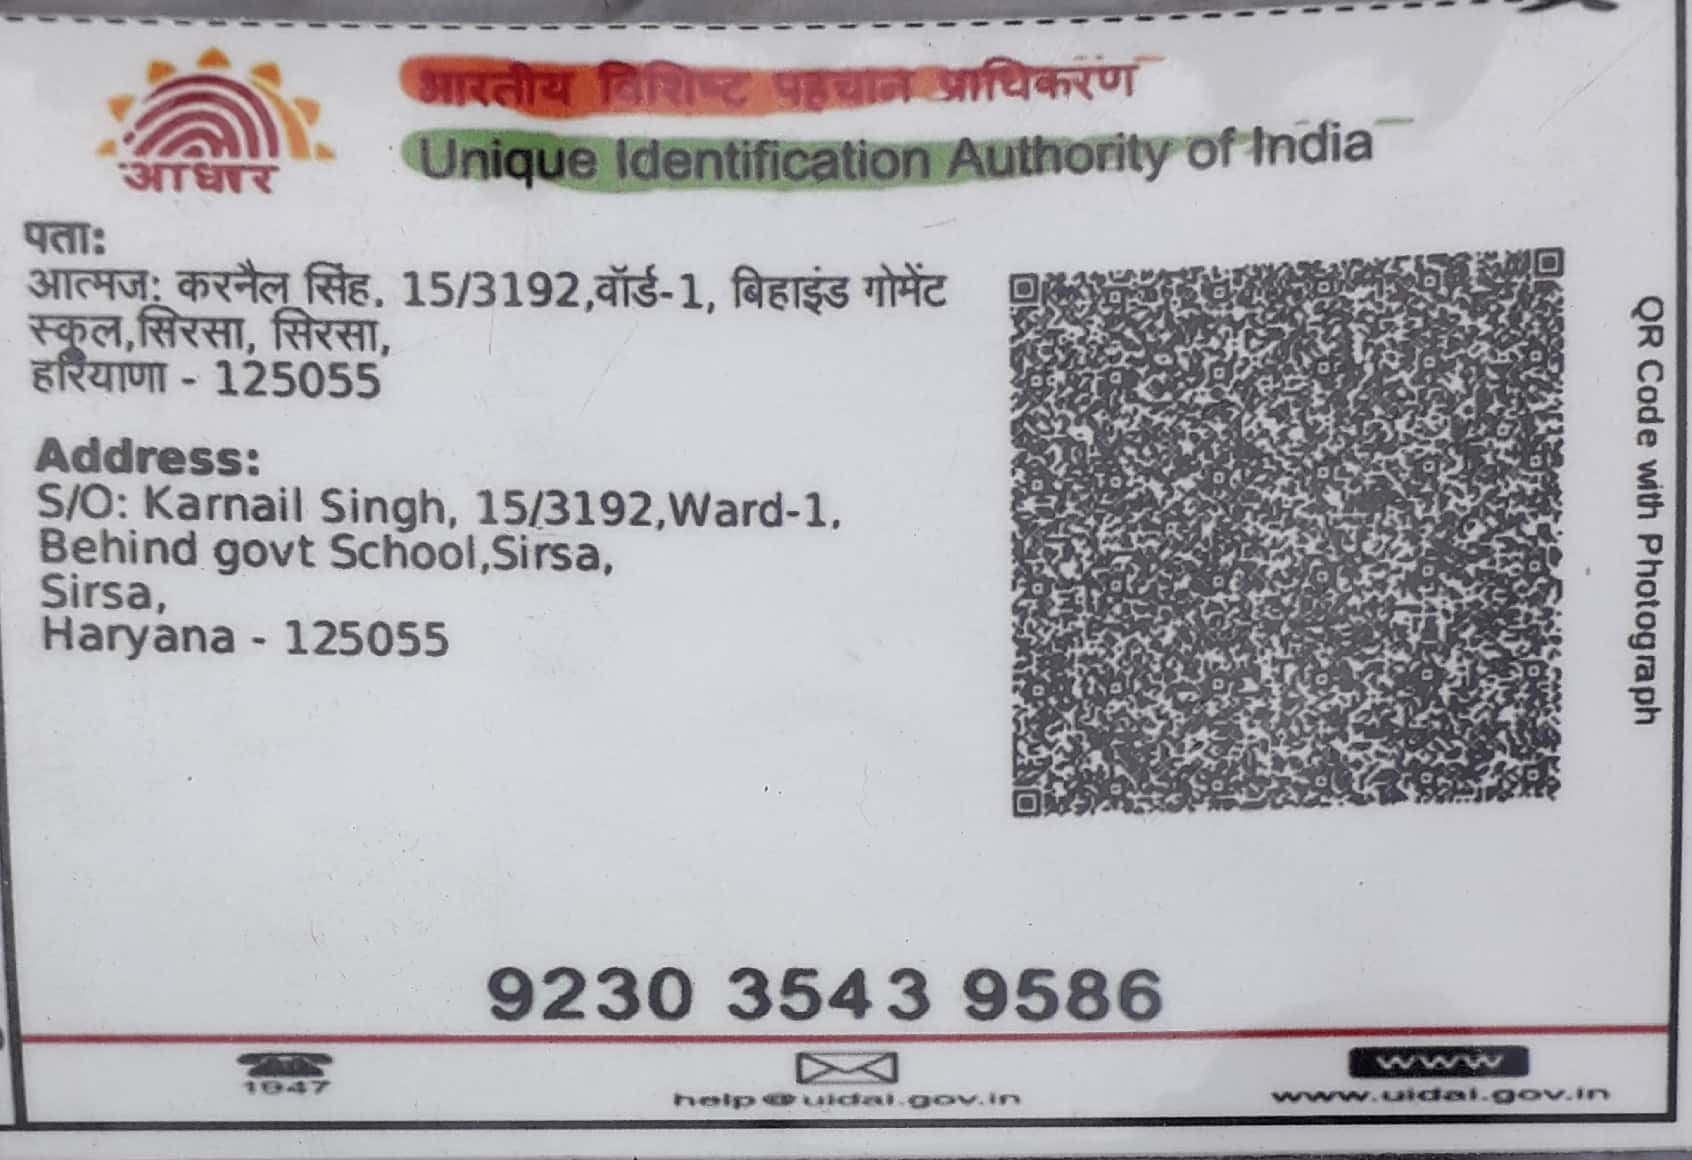 आधार
भारतीय विशिष्ट पहचान प्राधिकरण
Unique Identification Authority of India
पता:
आत्मज: करनैल सिंह, 15/3192,वॉर्ड-1, बिहाइंड गोमेंट
स्कूल,सिरसा, सिरसा,
हरियाणा - 125055
Address:
S/O: Karnail Singh, 15/3192,Ward-1,
Behind govt School,Sirsa,
Sirsa,
Haryana - 125055
QR Code with Photograph
9230 3543 9586
1947
help@uidai.gov.in
www
www.uidai.gov.in